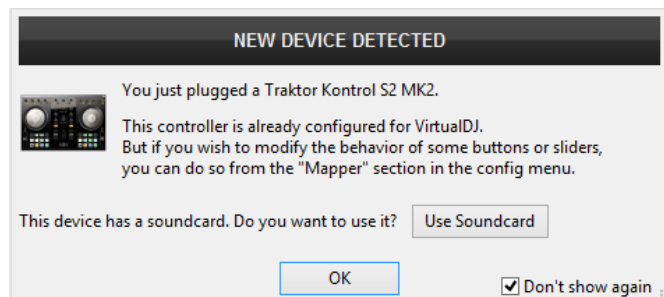 NEW DEVICE DETECTED
You just plugged a Traktor Kontrol S2 MK2.
This controller is already configured for VirtualDJ.
But if you wish to modify the behavior of some buttons or sliders,
you can do so from the "Mapper" section in the config menu.
This device has a soundcard. Do you want to use it?
Use Soundcard
OK
Don't show again